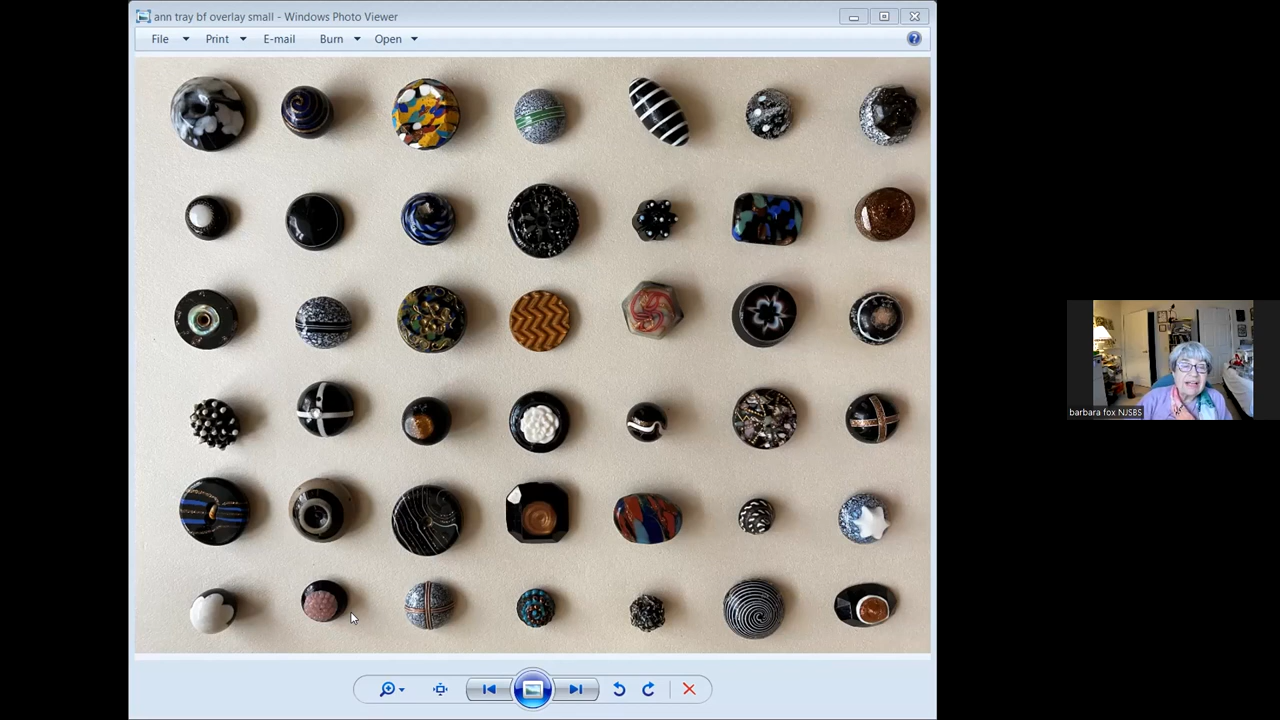 ann tray bf overlay small - Windows Photo Viewer
File Print E-mail Burn Open
barbara fox NJSBS